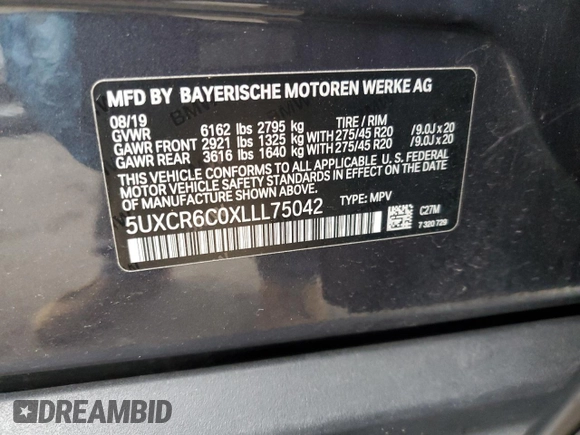 MFD BY BAYERISCHE MOTOREN WERKE AG
08/19 TIRE / RIM
GVWR 6162 lbs 2795 kg
GAWR FRONT 2921 lbs 1325 kg WITH 275/45 R20 /9.0J x 20
GAWR REAR 3616 lbs 1640 kg WITH 275/45 R20 /9.0J x 20
THIS VEHICLE CONFORMS TO ALL APPLICABLE U.S. FEDERAL
MOTOR VEHICLE SAFETY STANDARDS IN EFFECT ON THE
DATE OF MANUFACTURE SHOWN ABOVE.
5UXCR6C0XLLL75042 TYPE: MPV
C27M
7 320 729
DREAMBID